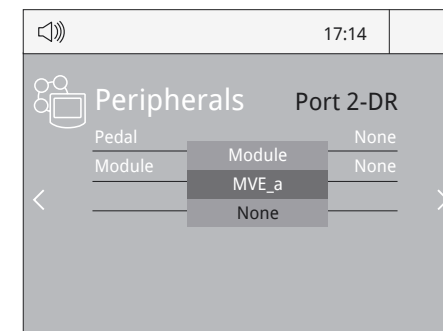 17:14
Peripherals Port 2-DR
Pedal None
Module
Module None
MVE_a
None